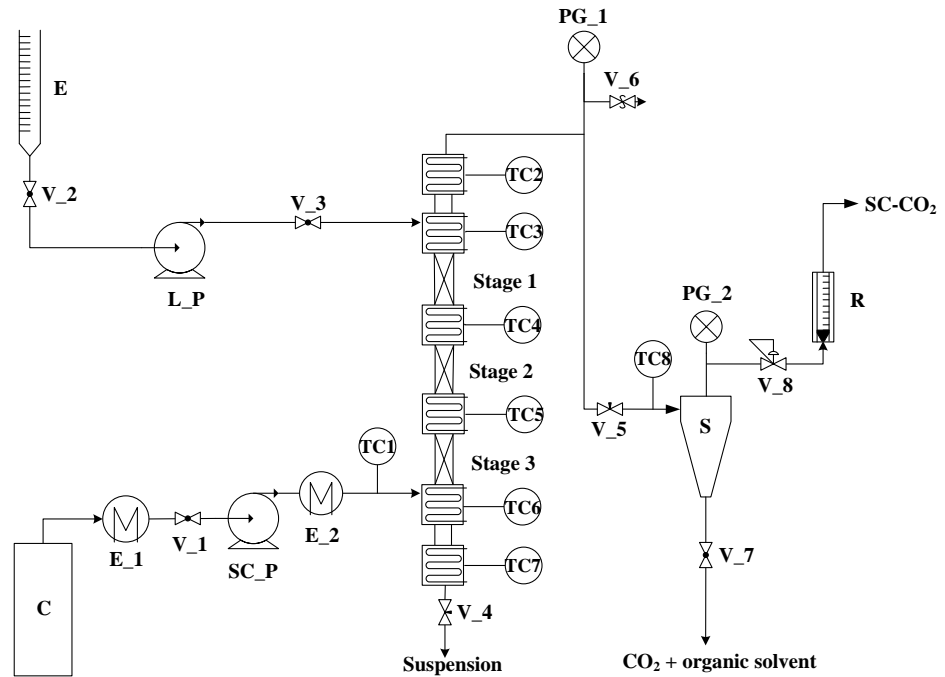 PG_1
V_6
E
V_2
TC2
V_3
SC-CO₂
TC3
L_P
Stage 1
PG_2
R
TC4
TC8
Stage 2
V_8
TC5
V_5
S
TC1
Stage 3
TC6
E_1
V_1
E_2
SC_P
V_7
TC7
C
V_4
Suspension
CO₂ + organic solvent